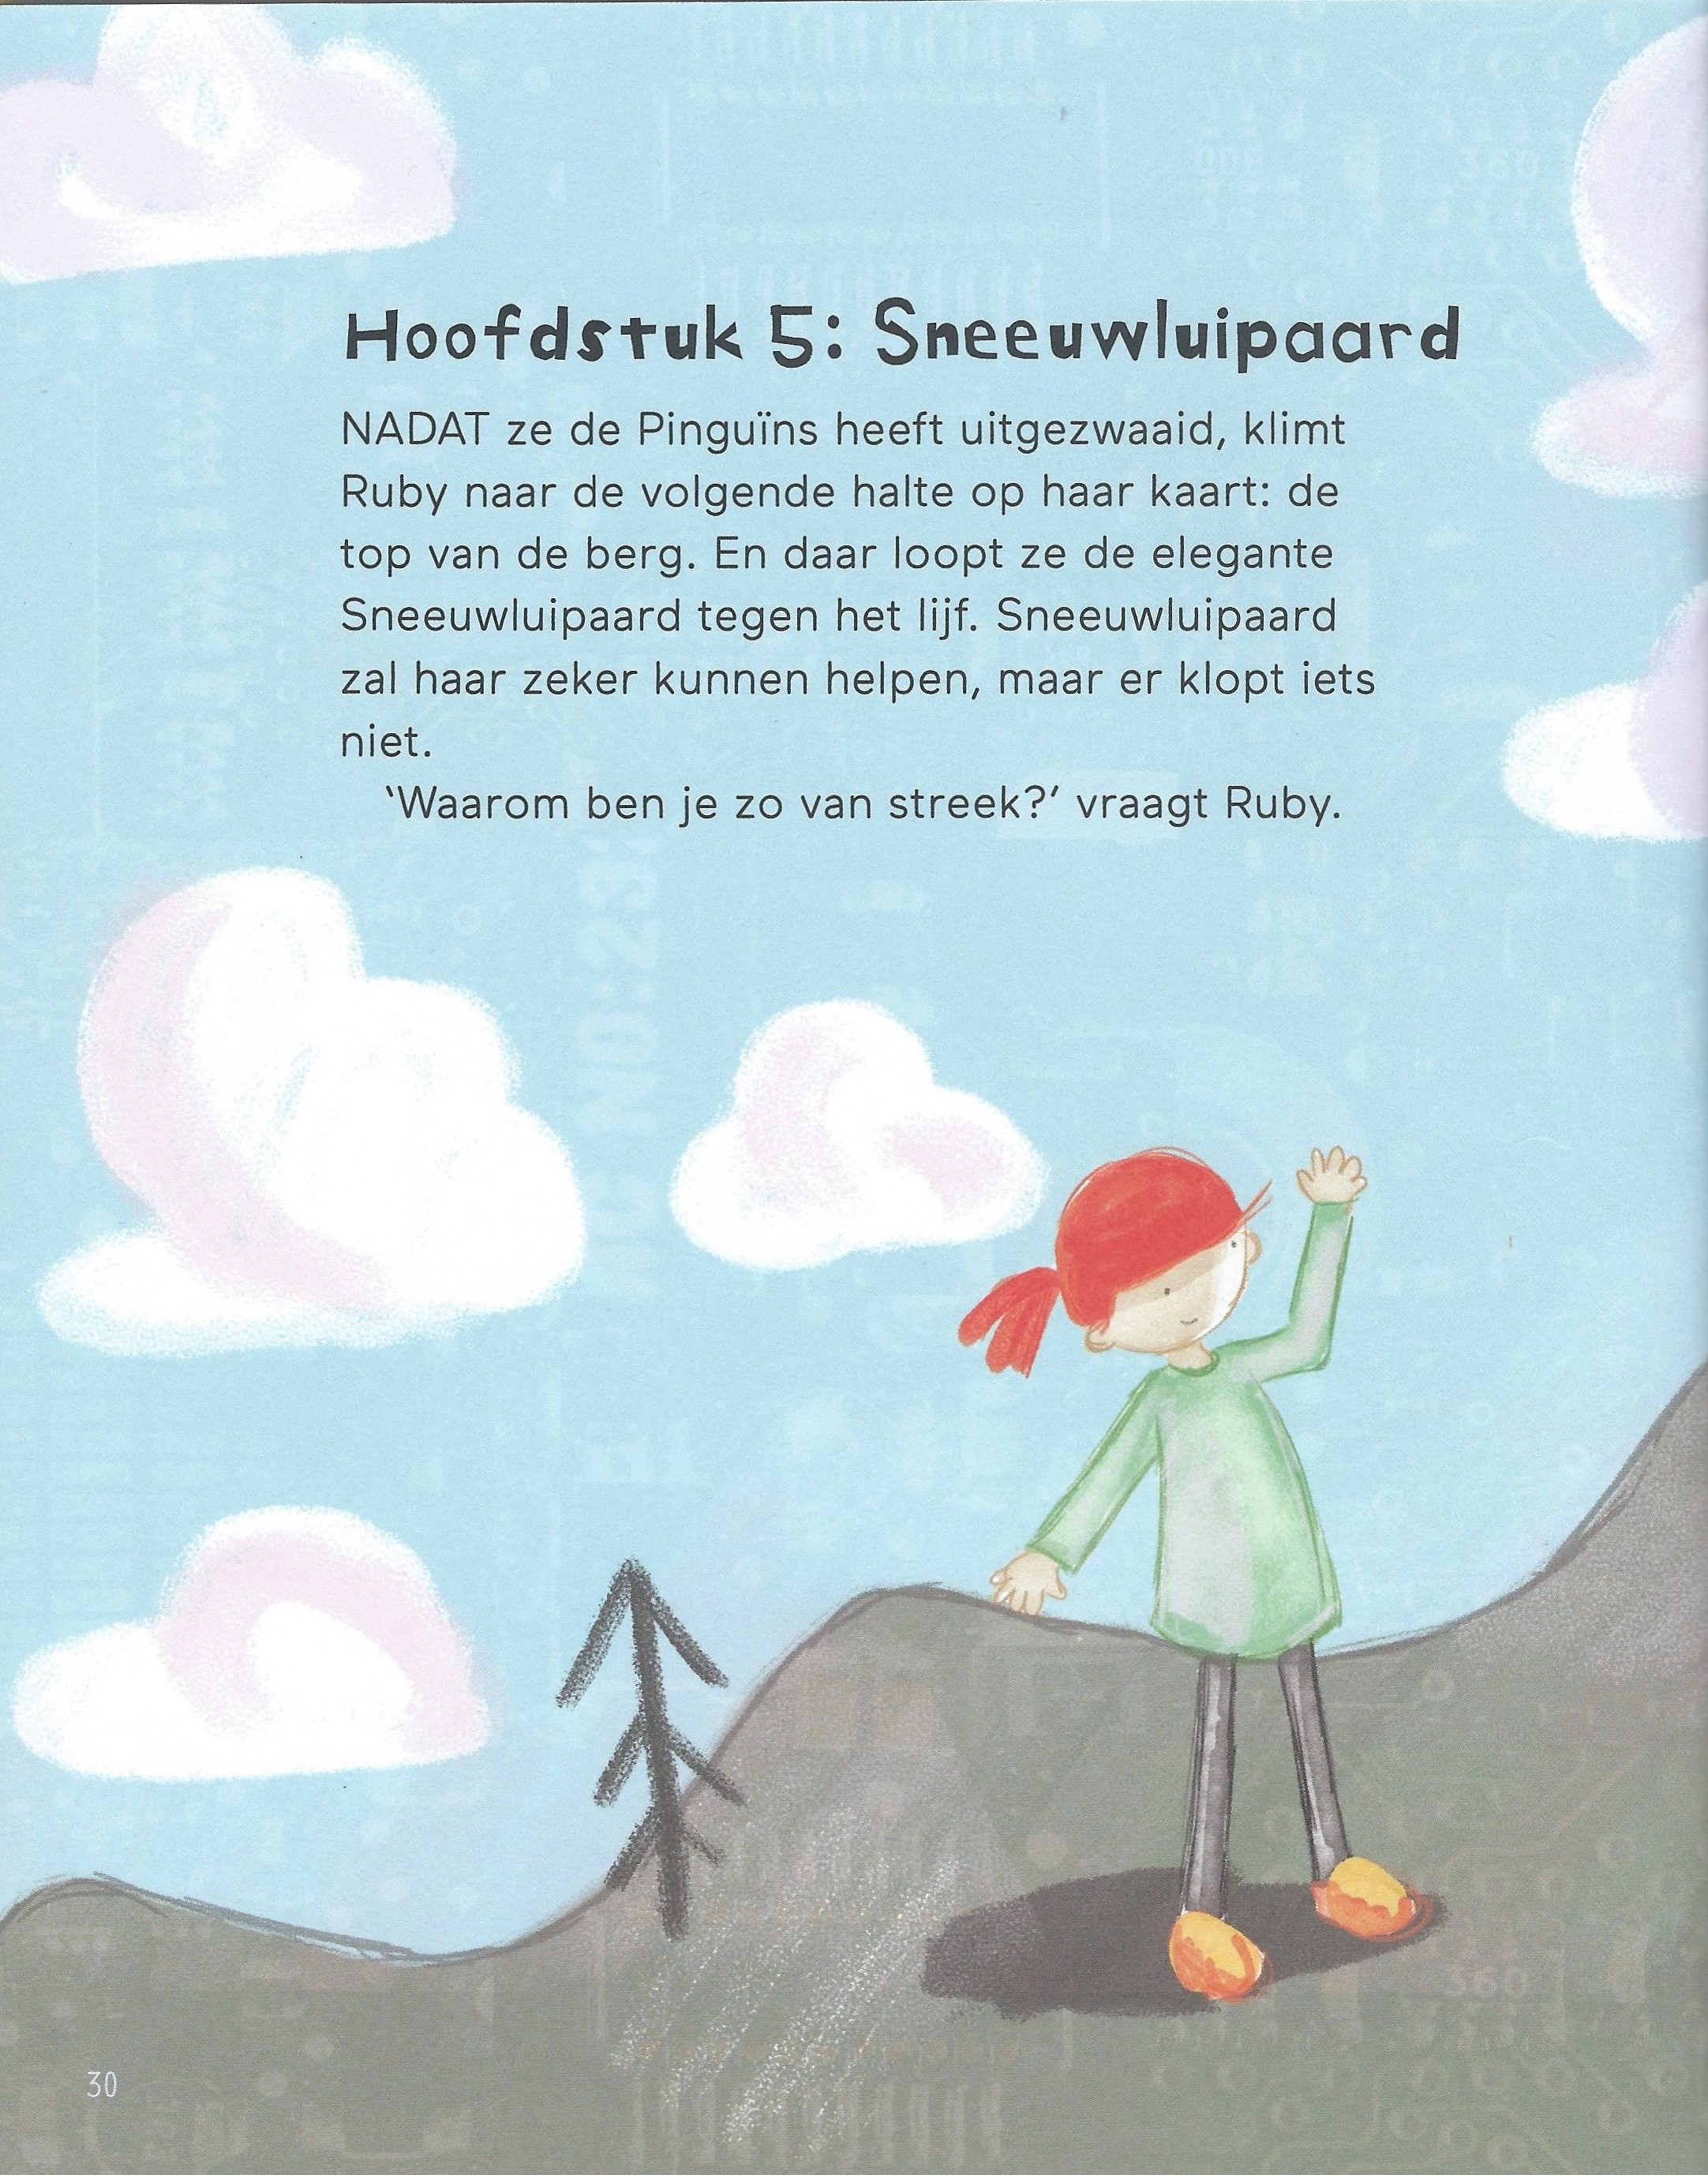 Hoofdstuk 5: Sneeuwluipaard
NADAT ze de Pinguïns heeft uitgezwaaid, klimt
Ruby naar de volgende halte op haar kaart: de
top van de berg. En daar loopt ze de elegante
Sneeuwluipaard tegen het lijf. Sneeuwluipaard
zal haar zeker kunnen helpen, maar er klopt iets
niet.
‘Waarom ben je zo van streek?’ vraagt Ruby.
360
360
30